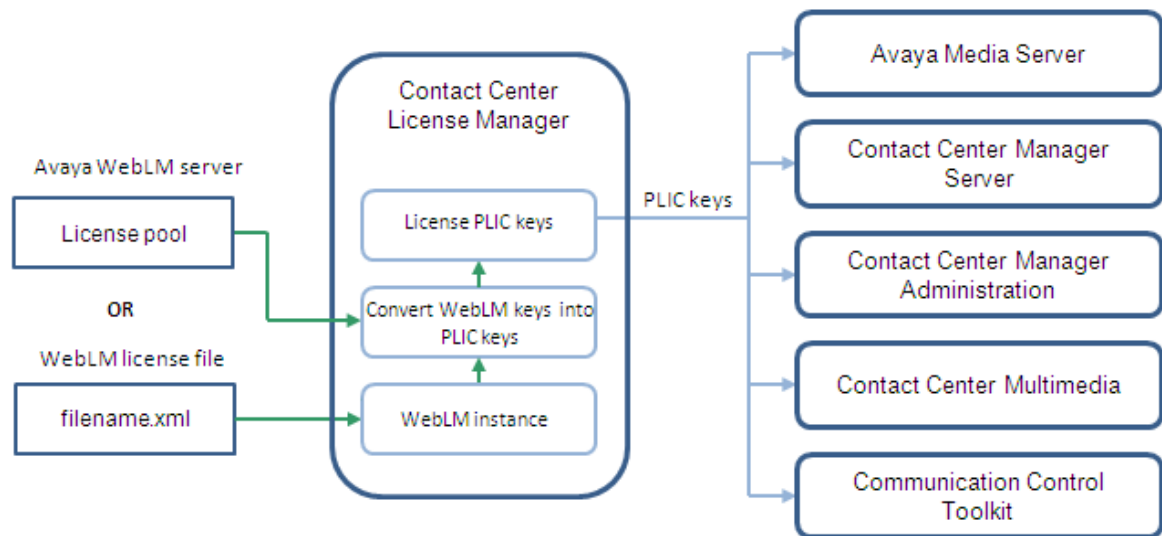 Avaya WebLM server
License pool
OR
WebLM license file
filename.xml
Contact Center
License Manager
License PLIC keys
Convert WebLM keys into
PLIC keys
WebLM instance
PLIC keys
Avaya Media Server
Contact Center Manager
Server
Contact Center Manager
Administration
Contact Center Multimedia
Communication Control
Toolkit